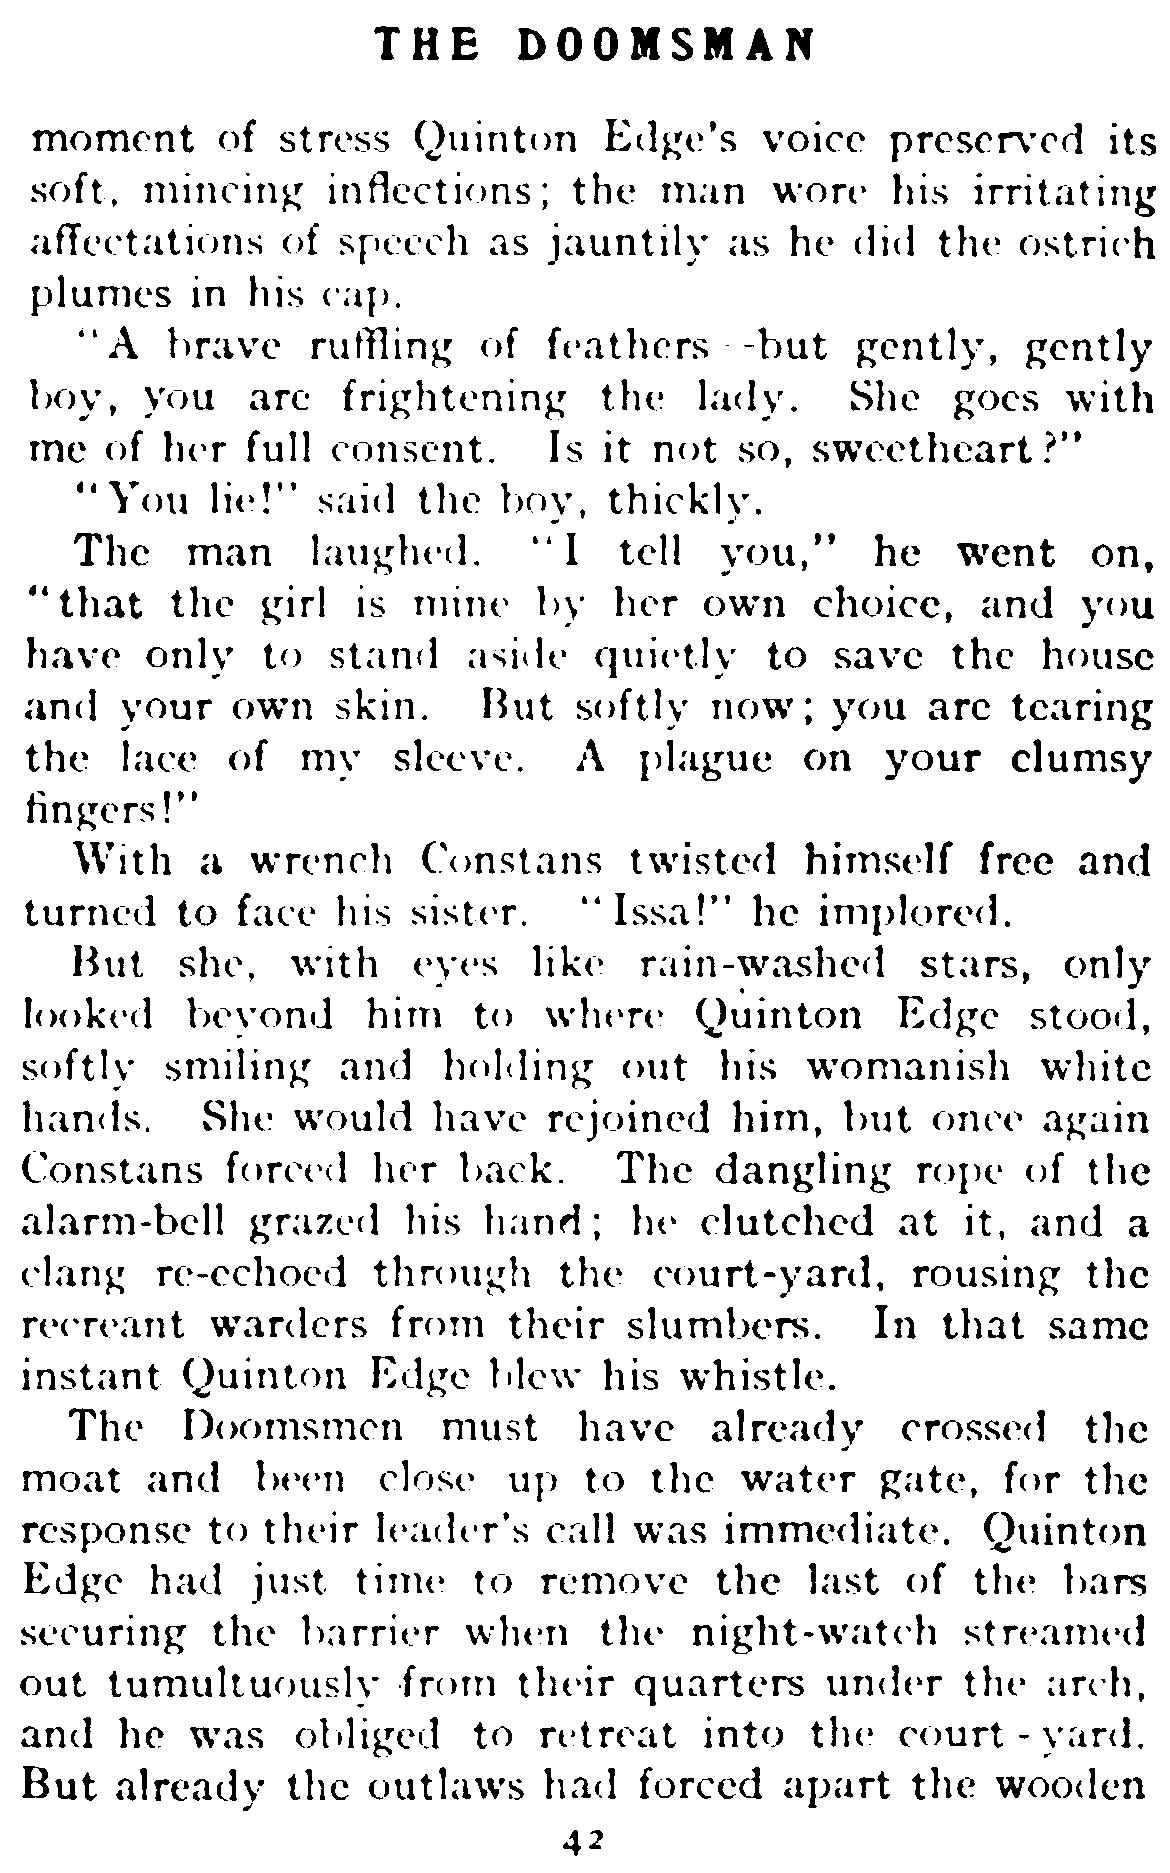 THE DOOMSMAN
moment of stress Quinton Edge's voice preserved its
soft, mincing inflections; the man wore his irritating
affectations of speech as jauntily as he did the ostrich
plumes in his cap.
"A brave ruffling of feathers--but gently, gently
boy, you are frightening the lady. She goes with
me of her full consent. Is it not so, sweetheart?"
"You lie!" said the boy, thickly.
The man laughed. "I tell you," he went on,
"that the girl is mine by her own choice, and you
have only to stand aside quietly to save the house
and your own skin. But softly now; you are tearing
the lace of my sleeve. A plague on your clumsy
fingers!"
With a wrench Constans twisted himself free and
turned to face his sister. "Issa!" he implored.
But she, with eyes like rain-washed stars, only
looked beyond him to where Quinton Edge stood,
softly smiling and holding out his womanish white
hands. She would have rejoined him, but once again
Constans forced her back. The dangling rope of the
alarm-bell grazed his hand; he clutched at it, and a
clang re-echoed through the court-yard, rousing the
recreant warders from their slumbers. In that same
instant Quinton Edge blew his whistle.
The Doomsmen must have already crossed the
moat and been close up to the water gate, for the
response to their leader's call was immediate. Quinton
Edge had just time to remove the last of the bars
securing the barrier when the night-watch streamed
out tumultuously from their quarters under the arch,
and he was obliged to retreat into the court-yard.
But already the outlaws had forced apart the wooden
42